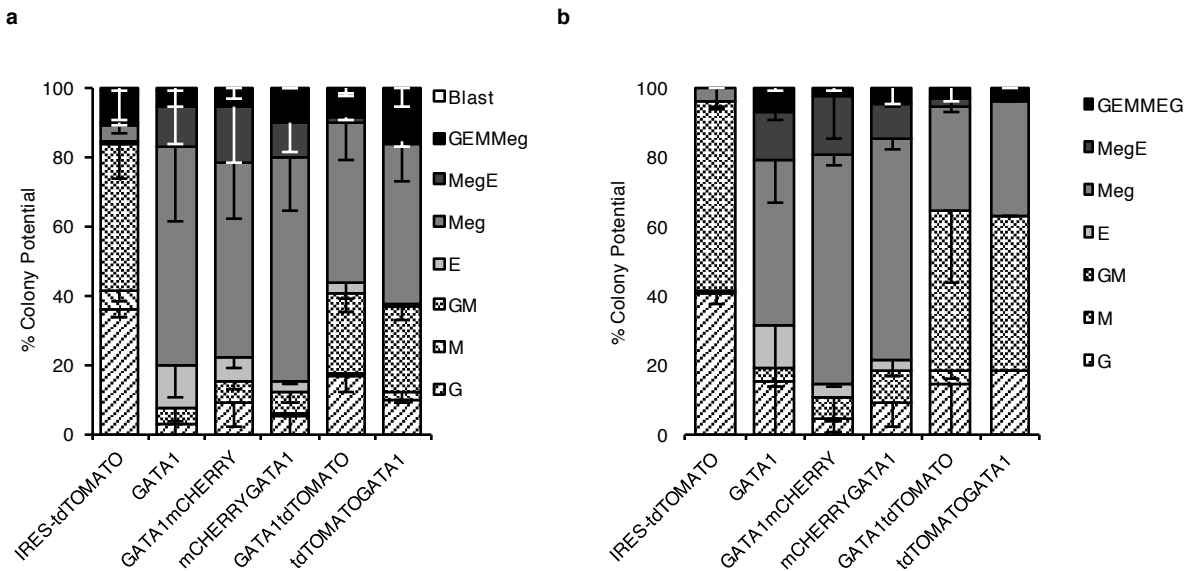 a
% Colony Potential
100
80
60
40
20
0
IRES-tdTOMATO
GATA1
GATA1mCHERRY
mCHERRYGATA1
GATA1tdTOMATO
tdTOMATOGATA1
Blast
GEMMeg
MegE
Meg
E
GM
M
G
b
% Colony Potential
100
80
60
40
20
0
IRES-tdTOMATO
GATA1
GATA1mCHERRY
mCHERRYGATA1
GATA1tdTOMATO
tdTOMATOGATA1
GEMMEG
MegE
Meg
E
GM
M
G